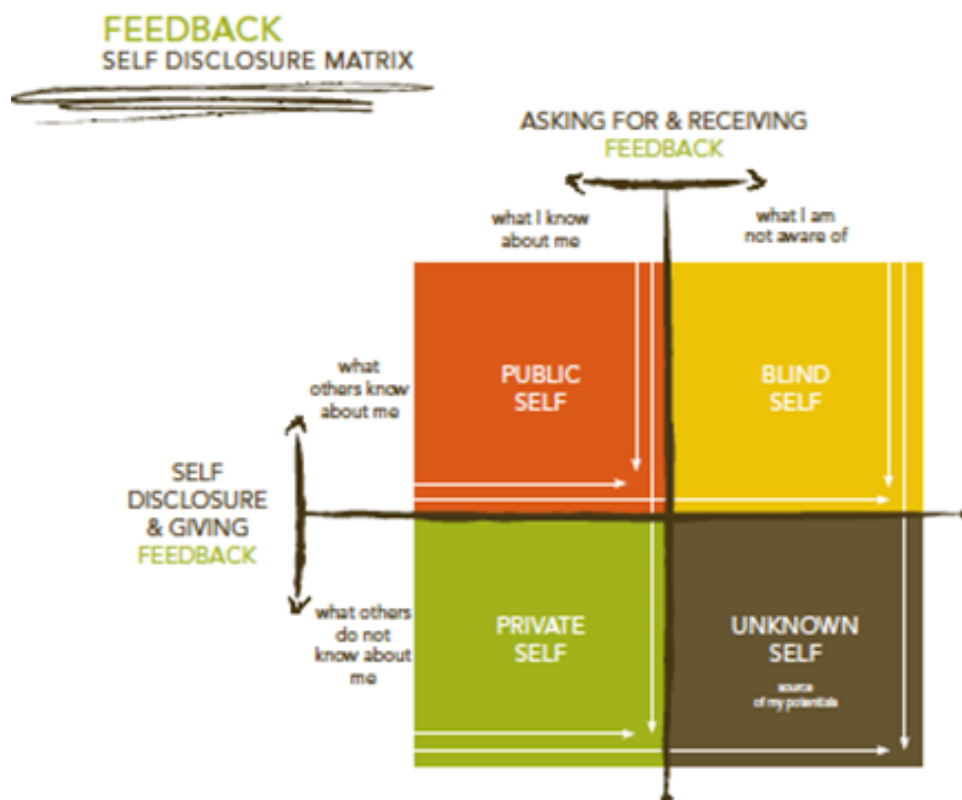 FEEDBACK
SELF DISCLOSURE MATRIX
ASKING FOR & RECEIVING
FEEDBACK
what I know
about me
what I am
not aware of
what
others know
about me
PUBLIC
SELF
BLIND
SELF
SELF
DISCLOSURE
& GIVING
FEEDBACK
what others
do not
know about
me
PRIVATE
SELF
UNKNOWN
SELF
source
of my potentials